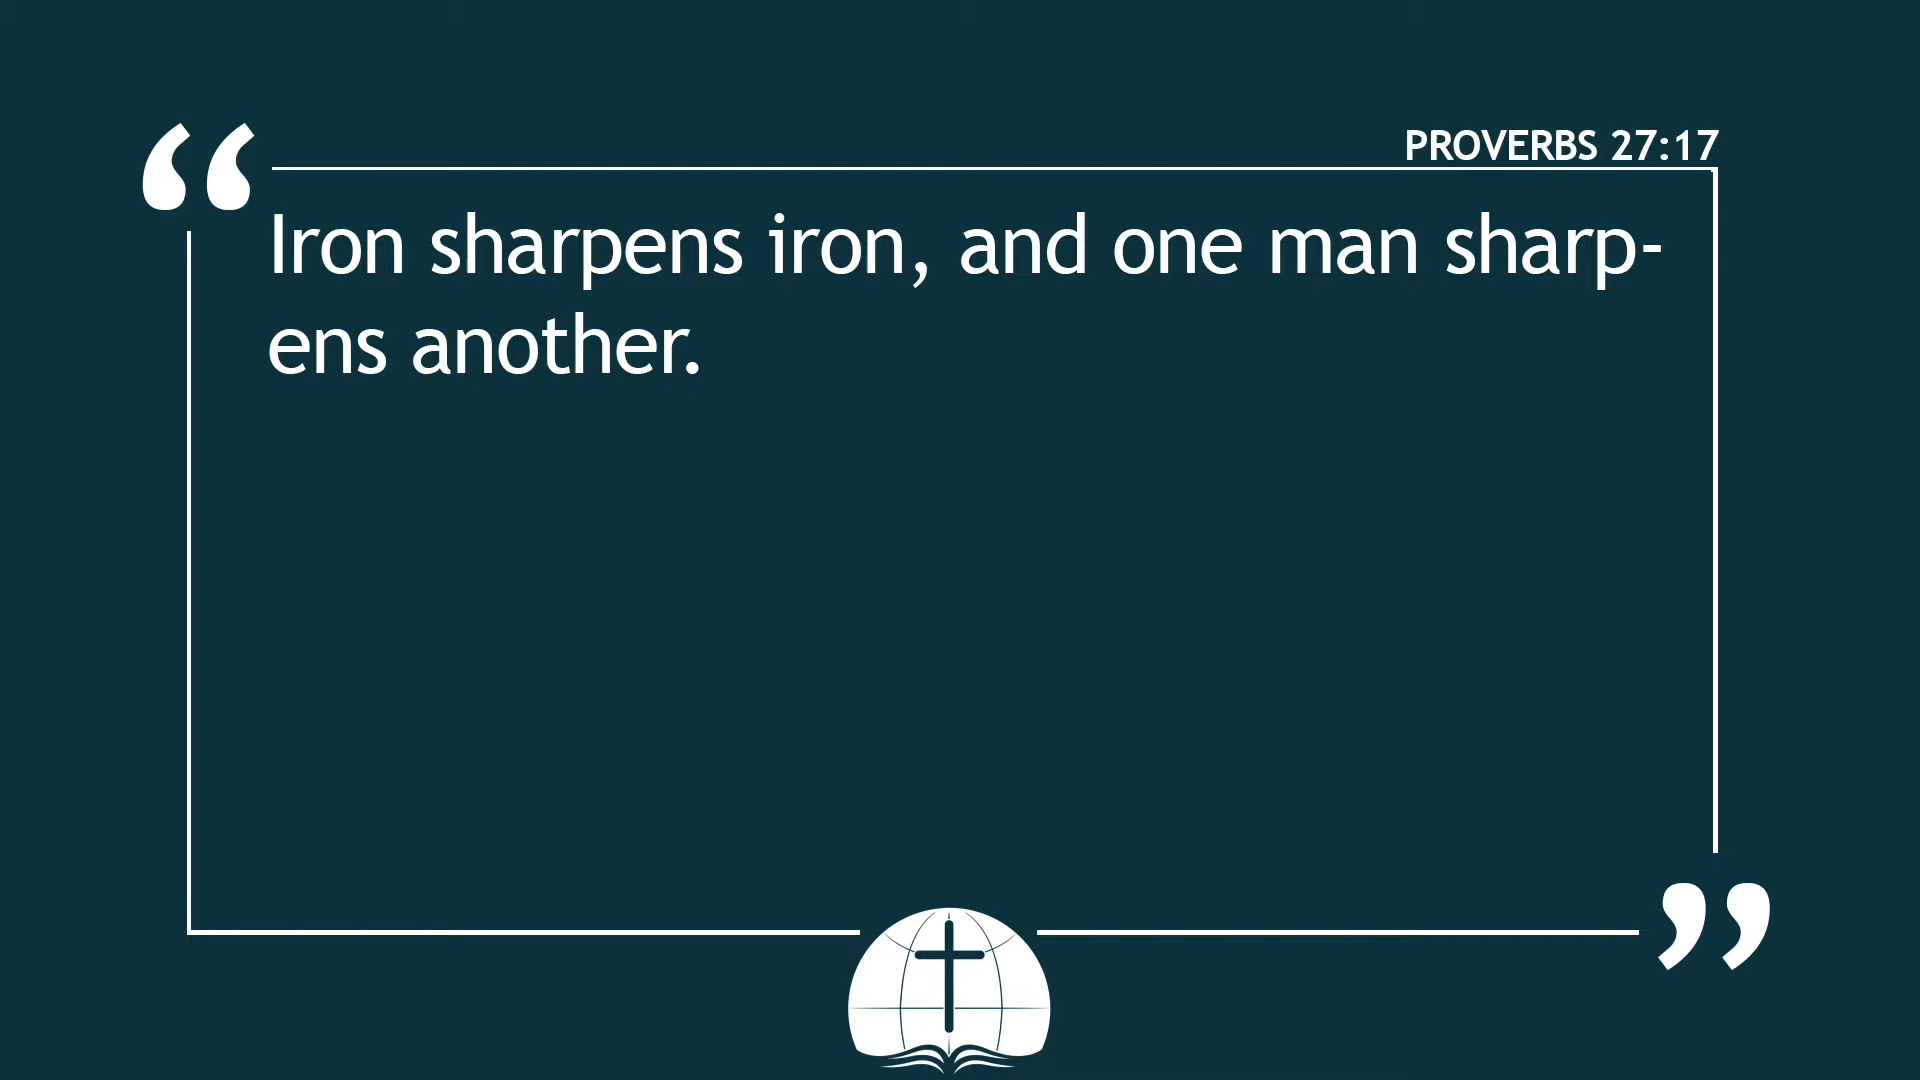 “
PROVERBS 27:17
Iron sharpens iron, and one man sharp-
ens another.
”